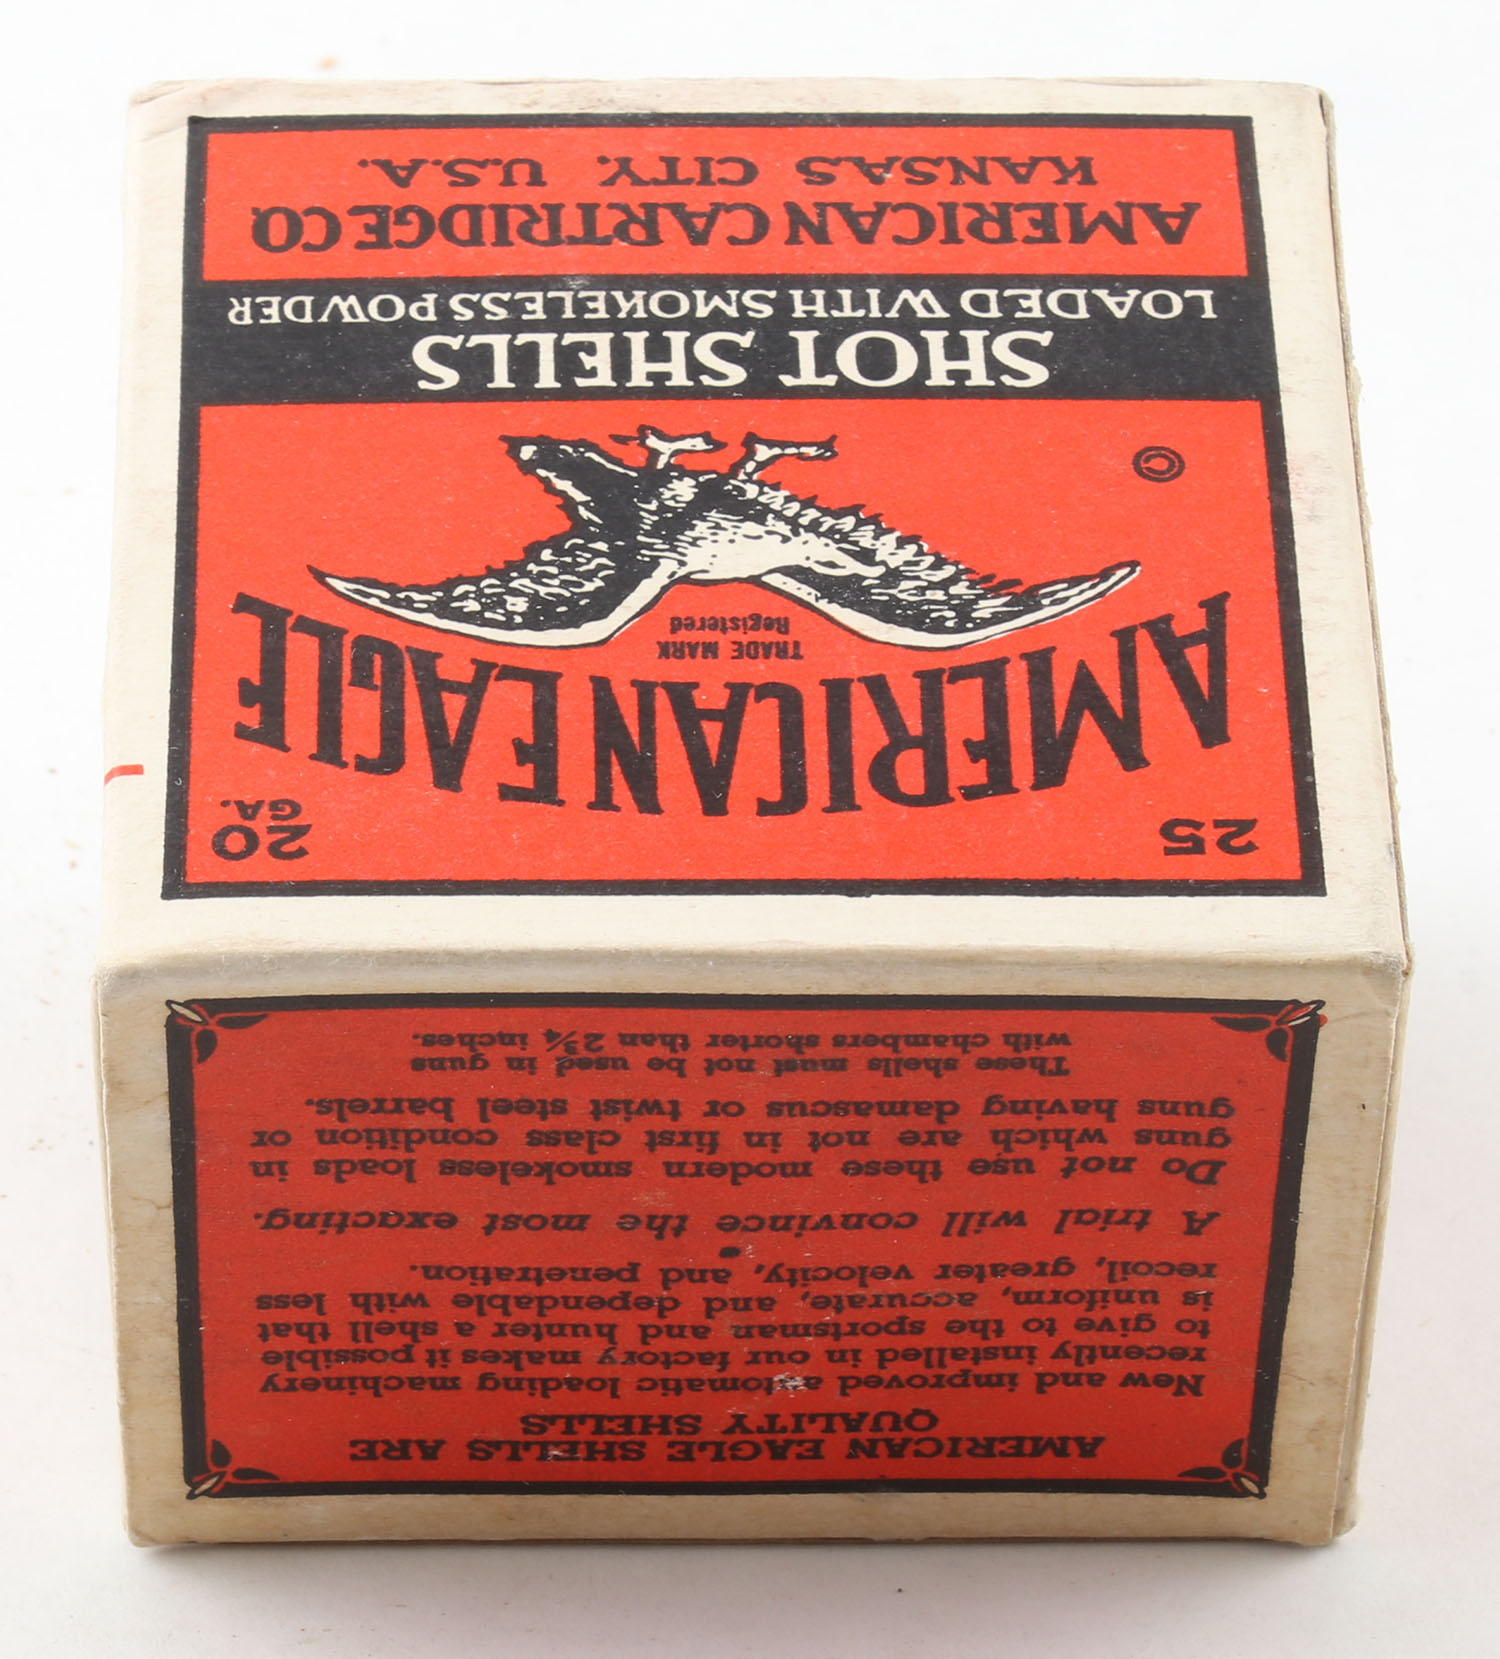 25
20
GA.
AMERICAN EAGLE
TRADE MARK
Registered
©
SHOT SHELLS
LOADED WITH SMOKELESS POWDER
AMERICAN CARTRIDGE CO
KANSAS CITY, U.S.A.
AMERICAN EAGLE SHELLS ARE
QUALITY SHELLS
New and improved automatic loading machinery
recently installed in our factory makes it possible
to give to the sportsman and hunter a shell that
is uniform, accurate, and dependable with less
recoil, greater velocity, and penetration.
A trial will convince the most exacting.
Do not use these modern smokeless loads in
guns which are not in first class condition or
guns having damascus or twist steel barrels.
These shells must not be used in guns
with chambers shorter than 2¾ inches.